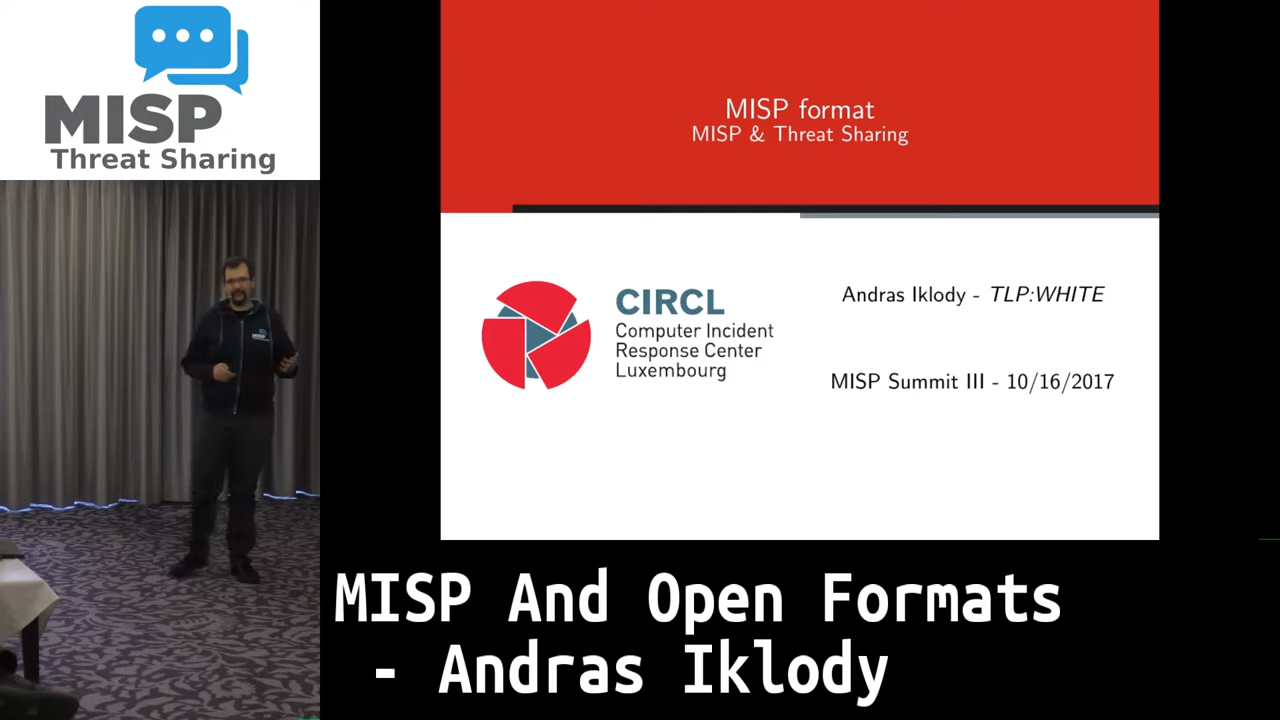 MISP
Threat Sharing
MISP format
MISP & Threat Sharing
CIRCL
Computer Incident
Response Center
Luxembourg
Andras Iklody - TLP:WHITE
MISP Summit III - 10/16/2017
MISP
MISP And Open Formats
- Andras Iklody